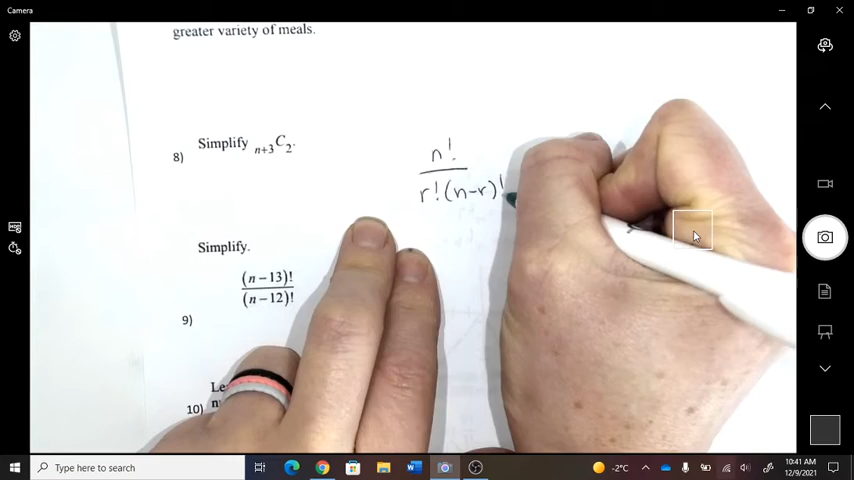 Camera
greater variety of meals.
8) Simplify n+3C2.
n!
r!(n-r)!
Simplify.
(n-13)!
(n-12)!
9)
10)
Type here to search
-2°C
10:41 AM
12/9/2021